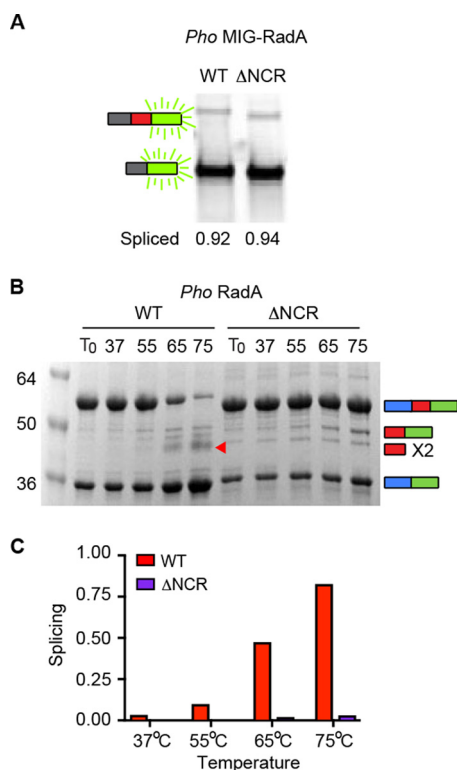 A
Pho MIG-RadA
WT ΔNCR
Spliced 0.92 0.94
B
Pho RadA
WT ΔNCR
T0 37 55 65 75 T0 37 55 65 75
64
50
X2
36
C
1.00
WT
ΔNCR
0.75
Splicing
0.50
0.25
0.00
37°C 55°C 65°C 75°C
Temperature